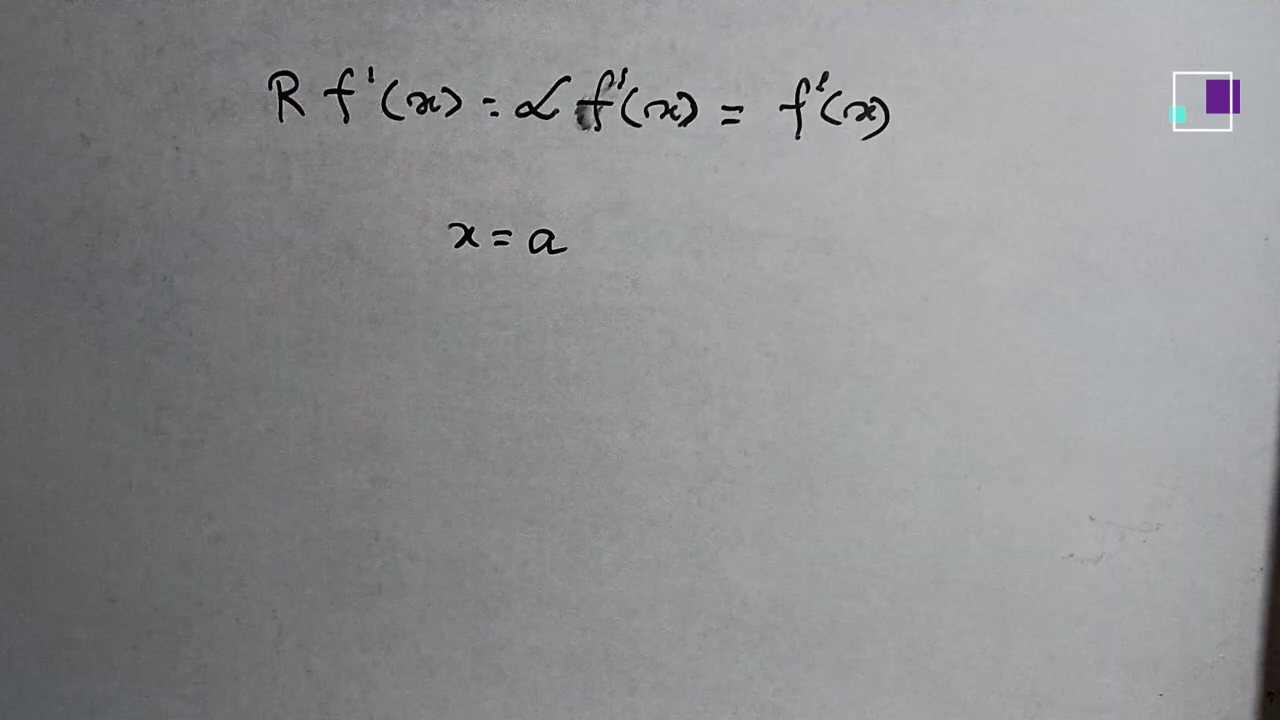 R f'(x) = L f'(x) = f'(x)
x = a